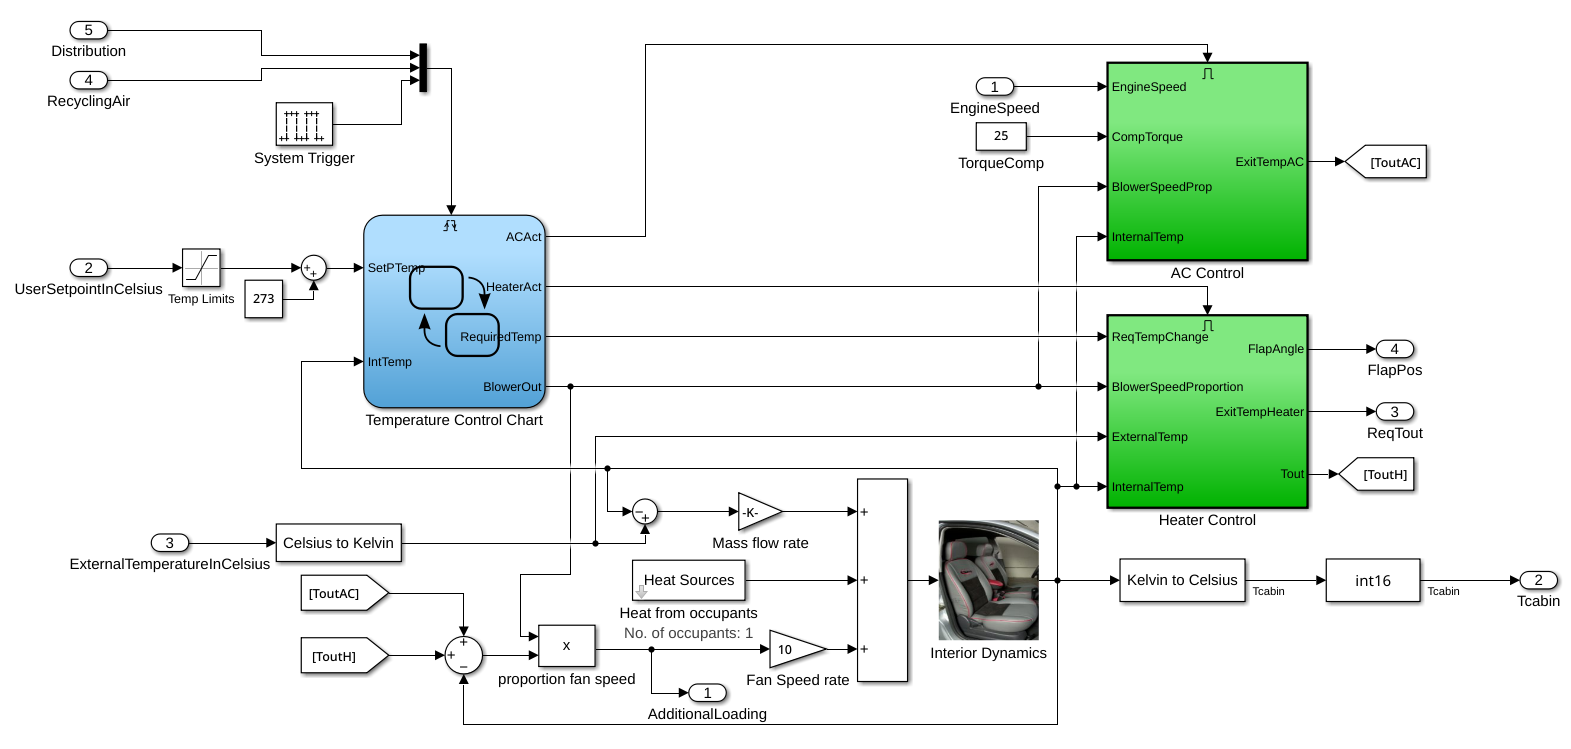 5
Distribution
4
RecyclingAir
System Trigger
1
EngineSpeed
25
TorqueComp
EngineSpeed
CompTorque
BlowerSpeedProp
InternalTemp
ExitTempAC
AC Control
[ToutAC]
2
UserSetpointInCelsius
Temp Limits
273
+
+
SetPTemp
IntTemp
ACAct
HeaterAct
RequiredTemp
BlowerOut
Temperature Control Chart
ReqTempChange
BlowerSpeedProportion
ExternalTemp
InternalTemp
FlapAngle
ExitTempHeater
Tout
Heater Control
4
FlapPos
3
ReqTout
[ToutH]
3
ExternalTemperatureInCelsius
Celsius to Kelvin
−
+
-K-
Mass flow rate
Heat Sources
Heat from occupants
No. of occupants: 1
[ToutAC]
[ToutH]
+
+
−
x
proportion fan speed
10
Fan Speed rate
1
AdditionalLoading
+
+
+
Interior Dynamics
Kelvin to Celsius
Tcabin
int16
Tcabin
2
Tcabin